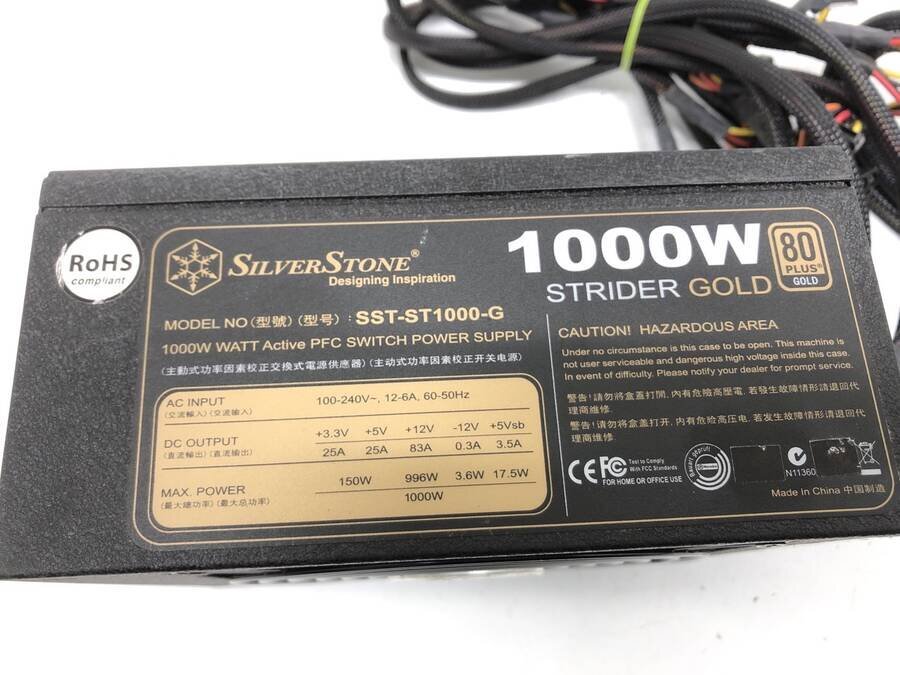 RoHS
compliant
SILVERSTONE®
Designing Inspiration
1000W
STRIDER GOLD
80
PLUS®
GOLD
MODEL NO (型號) (型号) : SST-ST1000-G
1000W WATT Active PFC SWITCH POWER SUPPLY
(主動式功率因素校正交換式電源供應器) (主动式功率因素校正开关电源)
AC INPUT
(交流輸入) (交流输入)
100-240V~, 12-6A, 60-50Hz
DC OUTPUT
(直流輸出) (直流输出)
+3.3V +5V +12V -12V +5Vsb
25A 25A 83A 0.3A 3.5A
MAX. POWER
(最大總功率) (最大总功率)
150W 996W 3.6W 17.5W
1000W
CAUTION! HAZARDOUS AREA
Under no circumstance is this case to be open. This machine is
not user serviceable and dangerous high voltage inside this case.
In event of difficulty. Please notify your dealer for prompt service.
警告!請勿將盒蓋打開,內有危險高壓電,若發生故障情形請退回代
理商維修.
警告!请勿将盒盖打开,内有危险高压电,若发生故障情形请退回代
理商维修.
CE FC Test to Comply
With FCC Standards
FOR HOME OR OFFICE USE
Bauart geprüft
N11360
Made in China 中国制造